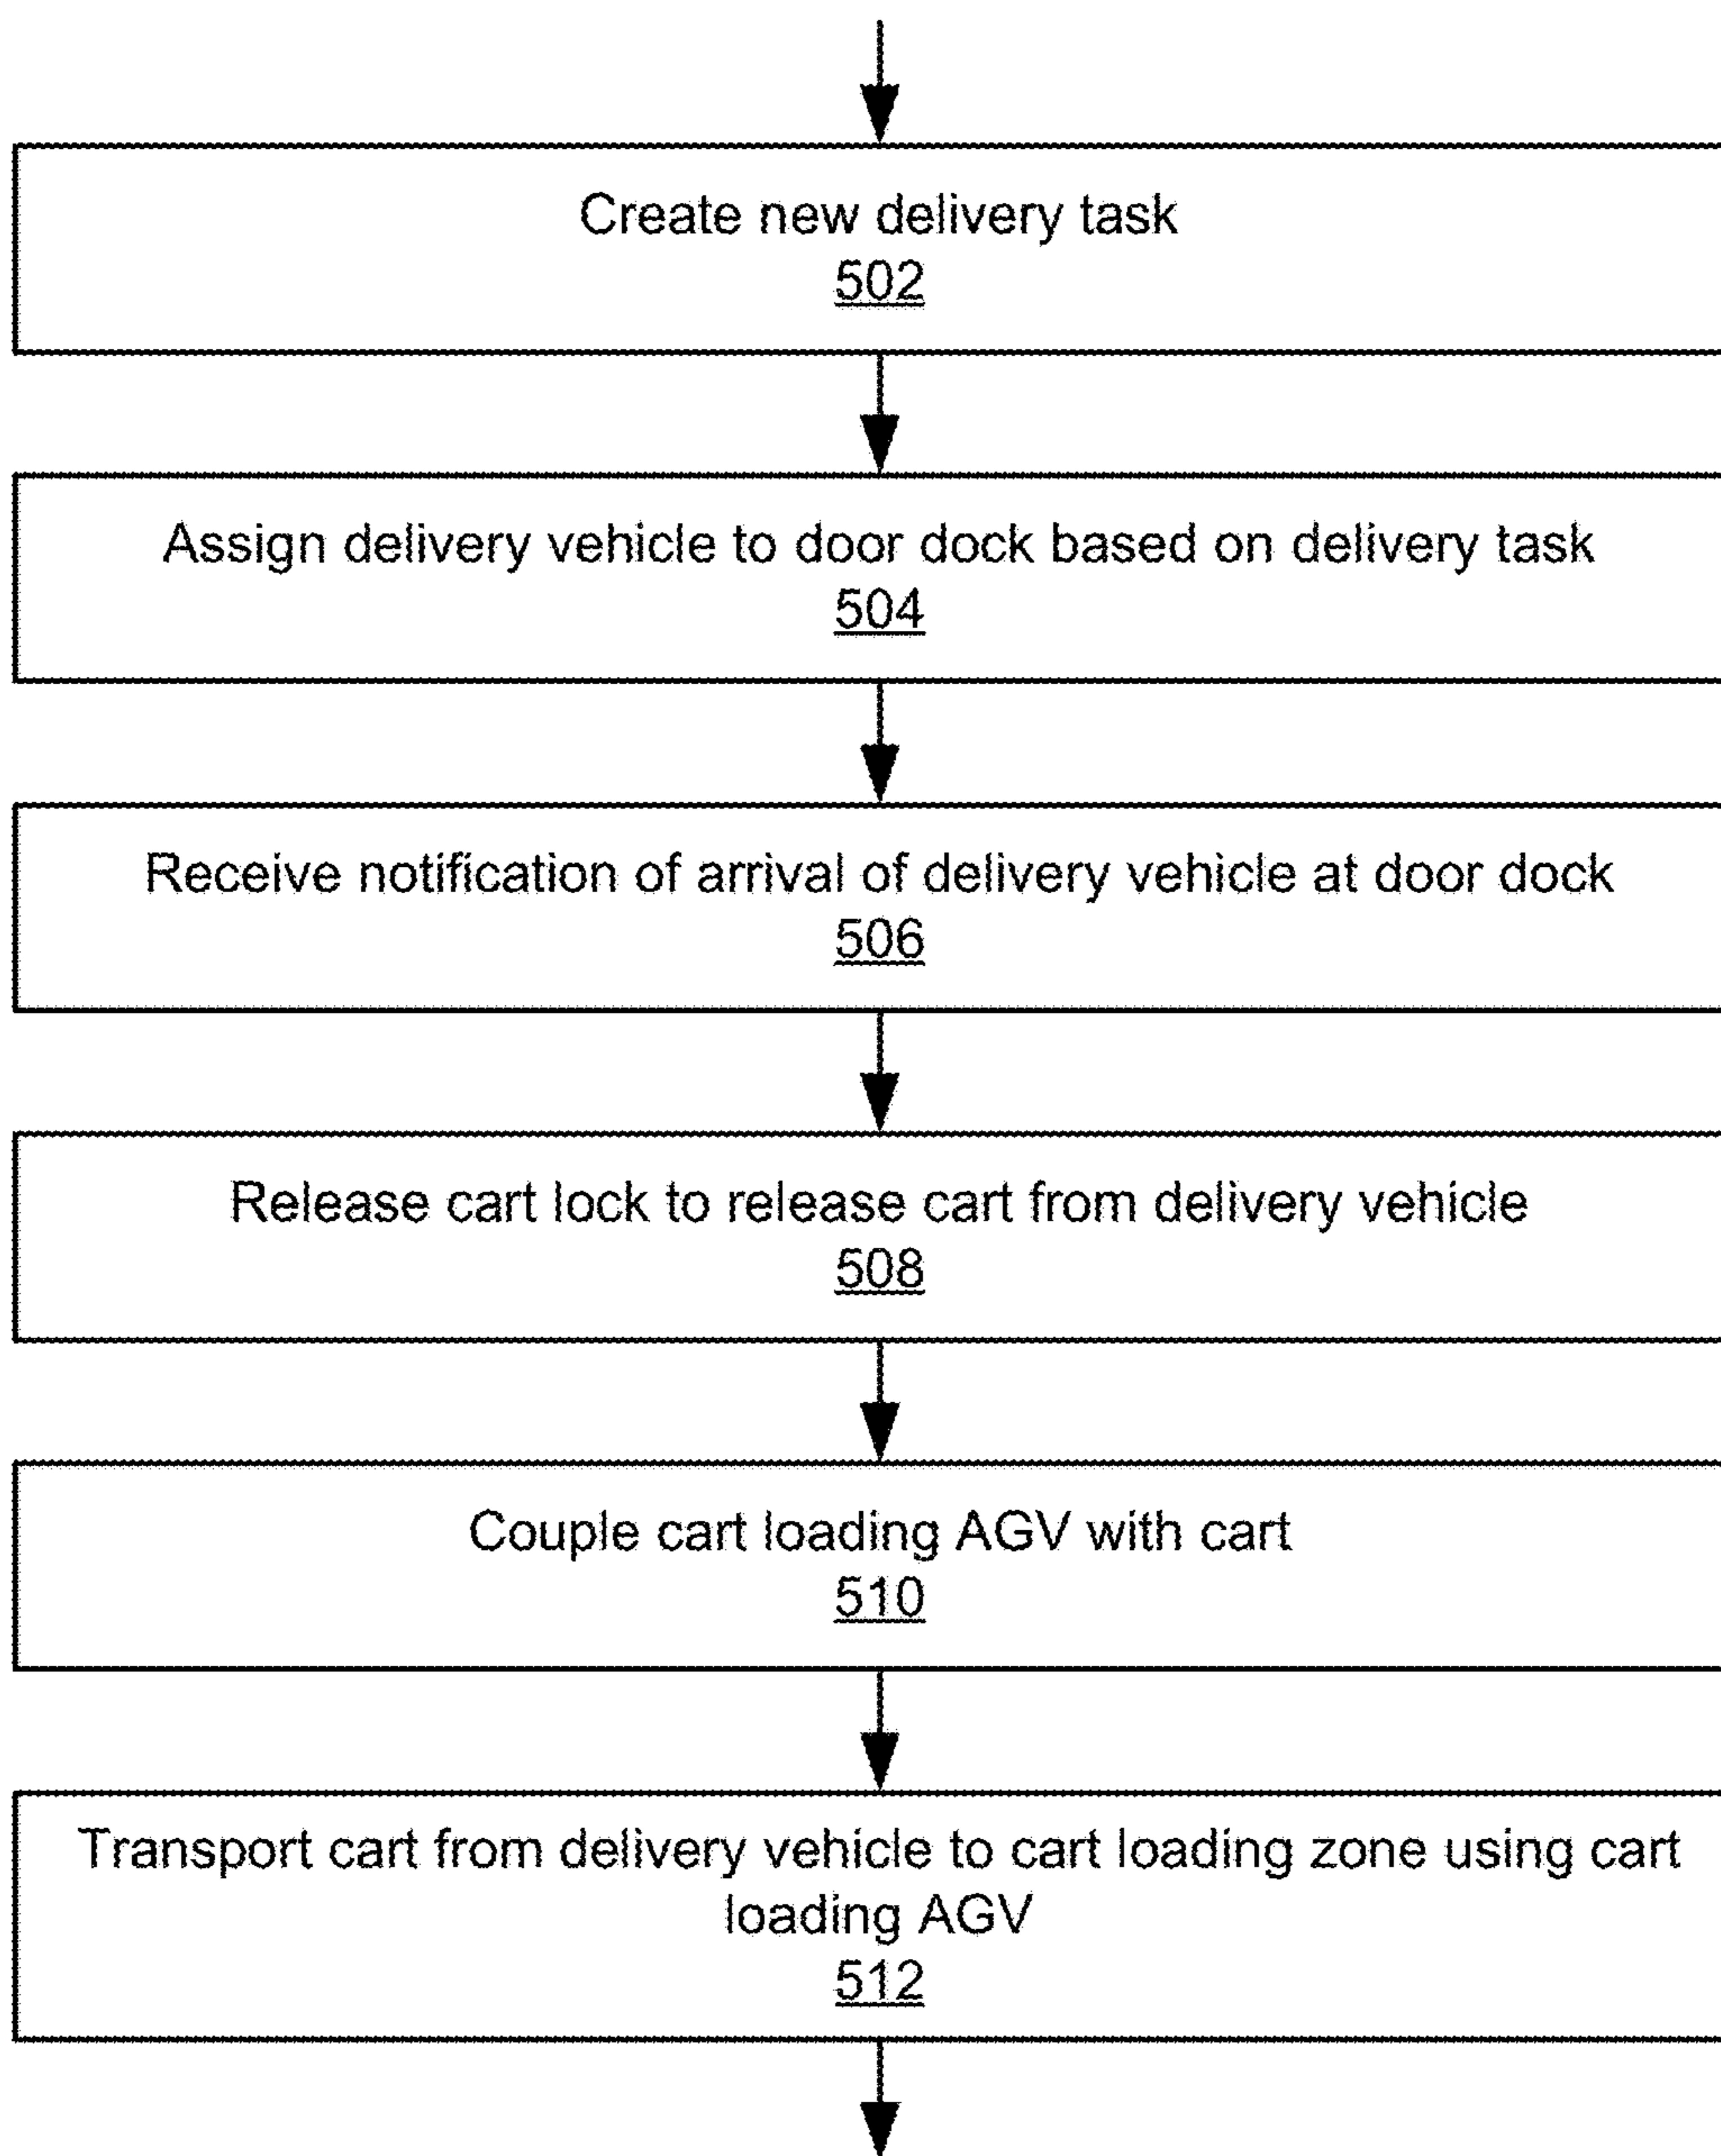 Create new delivery task
502
Assign delivery vehicle to door dock based on delivery task
504
Receive notification of arrival of delivery vehicle at door dock
506
Release cart lock to release cart from delivery vehicle
508
Couple cart loading AGV with cart
510
Transport cart from delivery vehicle to cart loading zone using cart
loading AGV
512